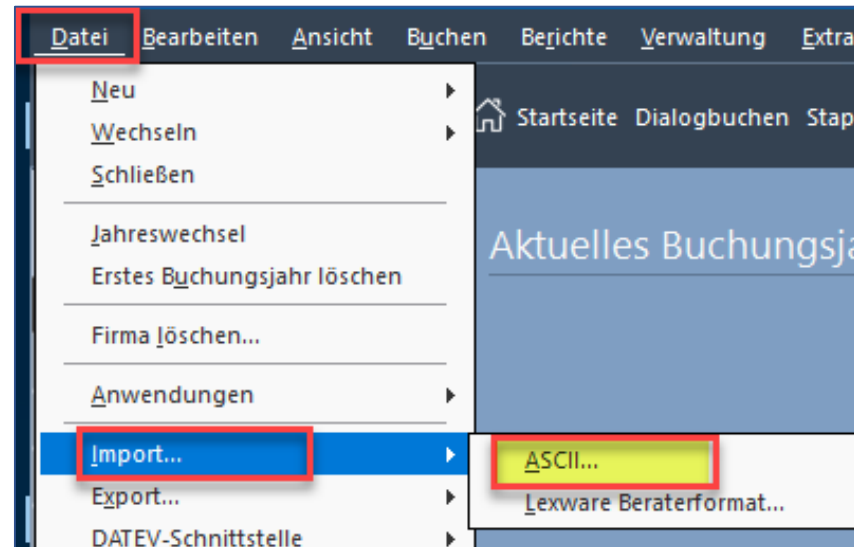 Datei Bearbeiten Ansicht Buchen Berichte Verwaltung
Neu
Wechseln
Schließen
Jahreswechsel
Erstes Buchungsjahr löschen
Firma löschen...
Anwendungen
Import...
Export...
DATEV-Schnittstelle
Startseite Dialogbuchen
Aktuelles
ASCII...
Lexware Beraterformat...